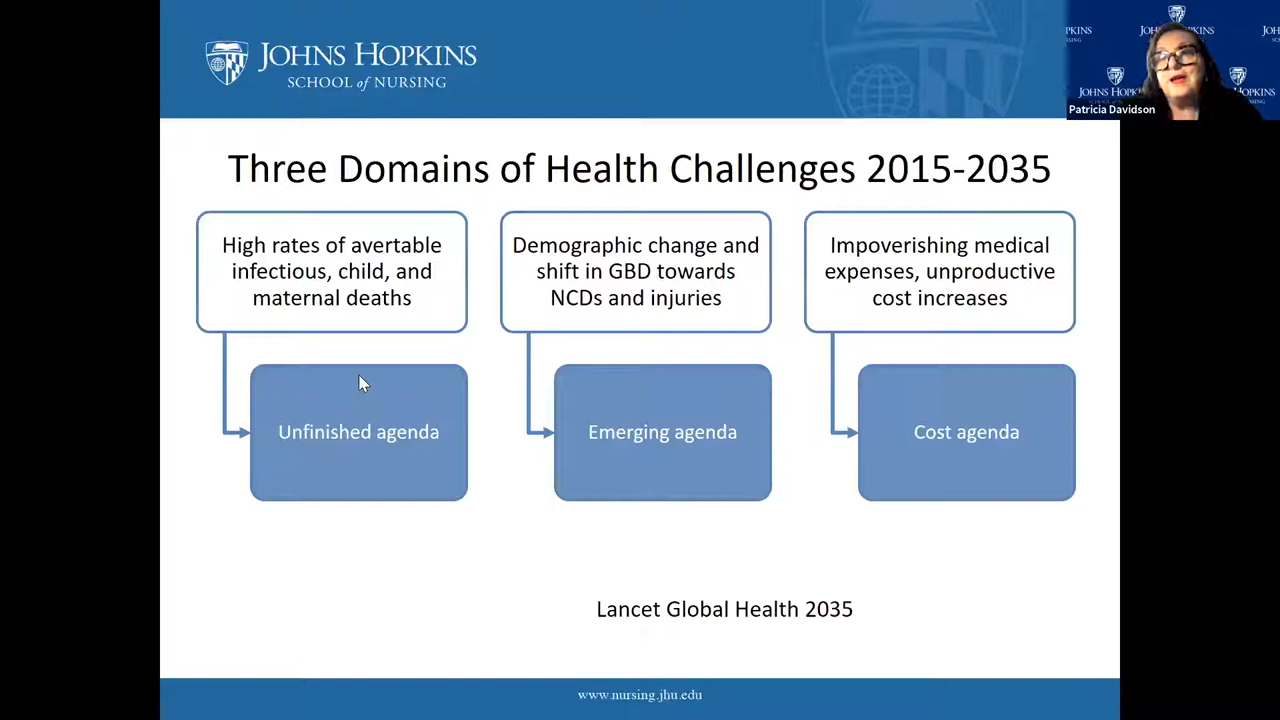 JOHNS HOPKINS
SCHOOL of NURSING
Patricia Davidson
Three Domains of Health Challenges 2015-2035
High rates of avertable
infectious, child, and
maternal deaths
Unfinished agenda
Demographic change and
shift in GBD towards
NCDs and injuries
Emerging agenda
Impoverishing medical
expenses, unproductive
cost increases
Cost agenda
Lancet Global Health 2035
www.nursing.jhu.edu